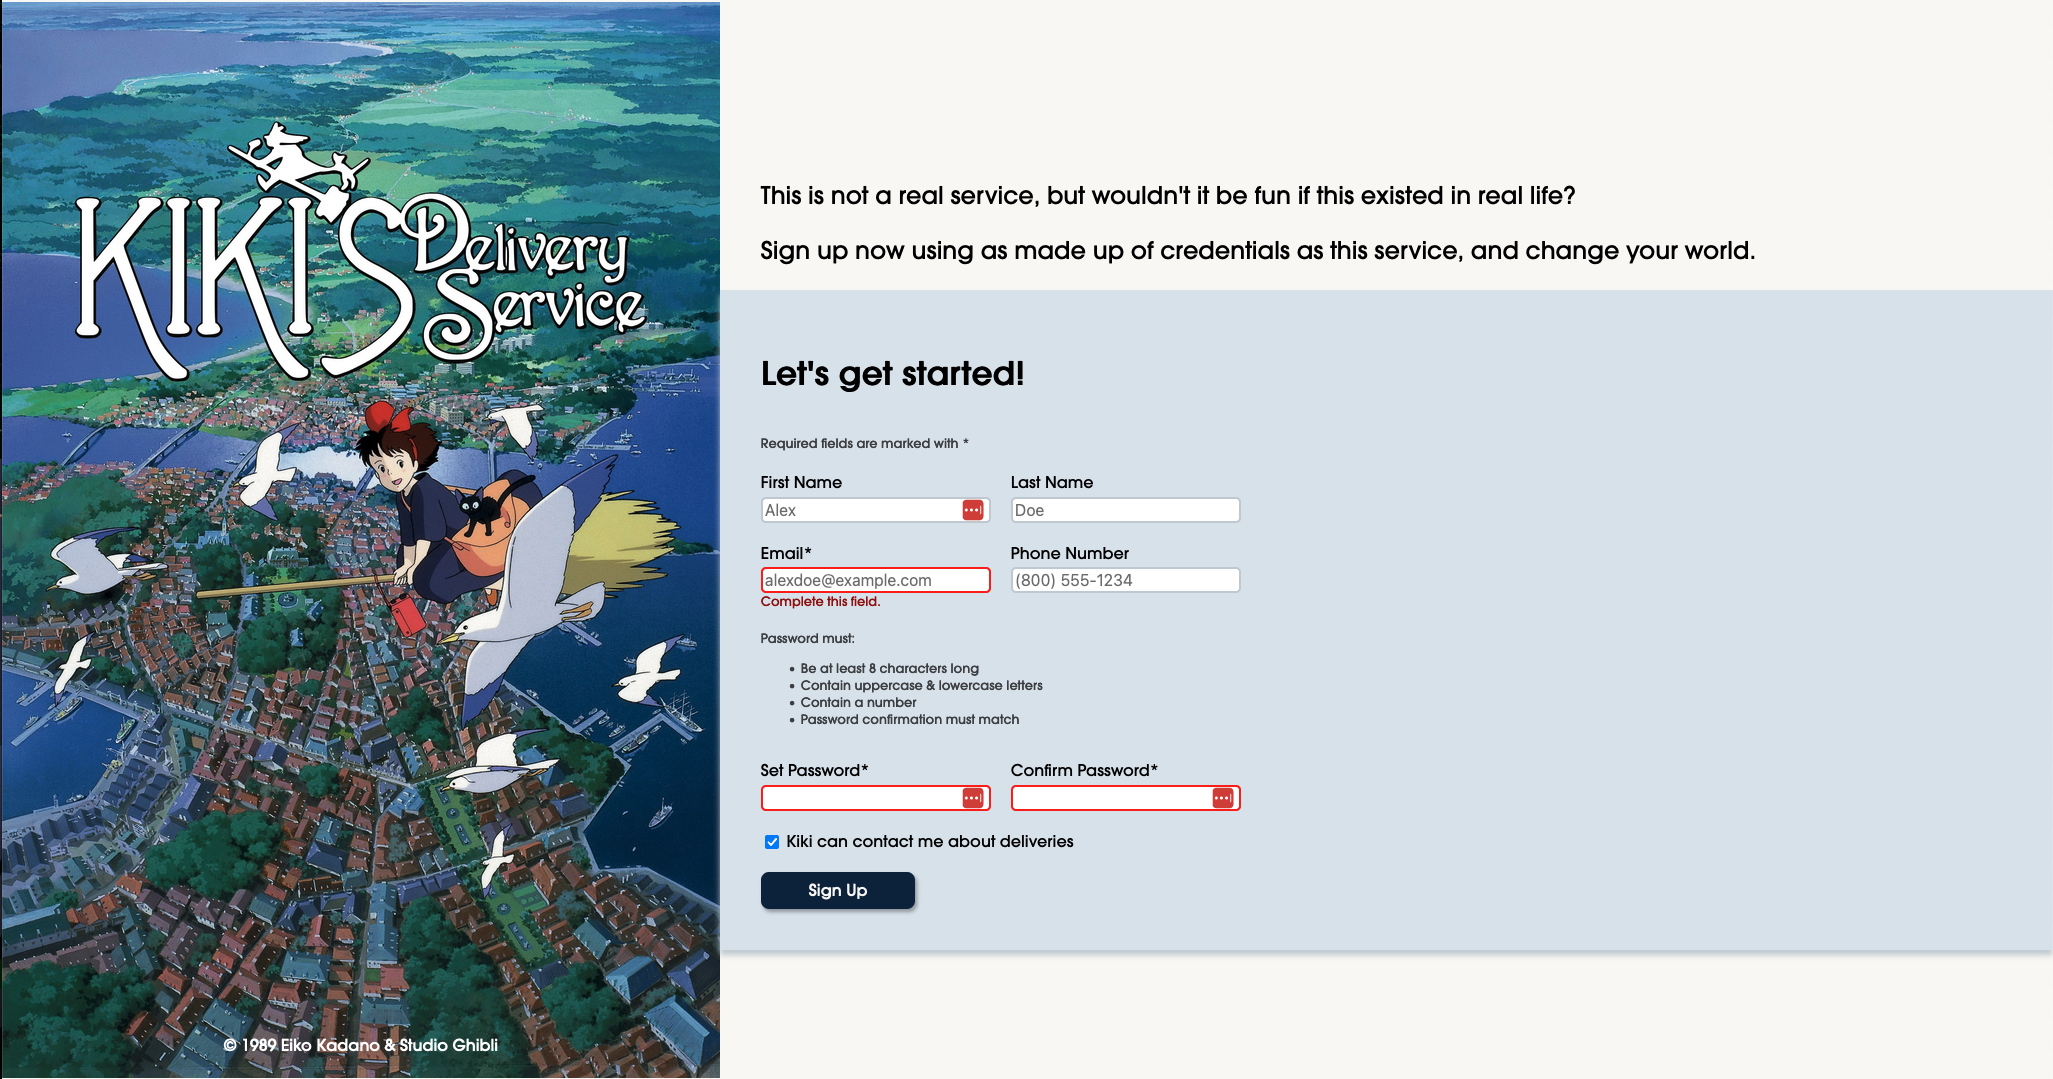 KIKI'S Delivery
Service
© 1989 Eiko Kadano & Studio Ghibli
This is not a real service, but wouldn't it be fun if this existed in real life?
Sign up now using as made up of credentials as this service, and change your world.
Let's get started!
Required fields are marked with *
First Name
Last Name
Alex
Doe
Email*
Phone Number
alexdoe@example.com
(800) 555-1234
Complete this field.
Password must:
• Be at least 8 characters long
• Contain uppercase & lowercase letters
• Contain a number
• Password confirmation must match
Set Password*
Confirm Password*
Kiki can contact me about deliveries
Sign Up